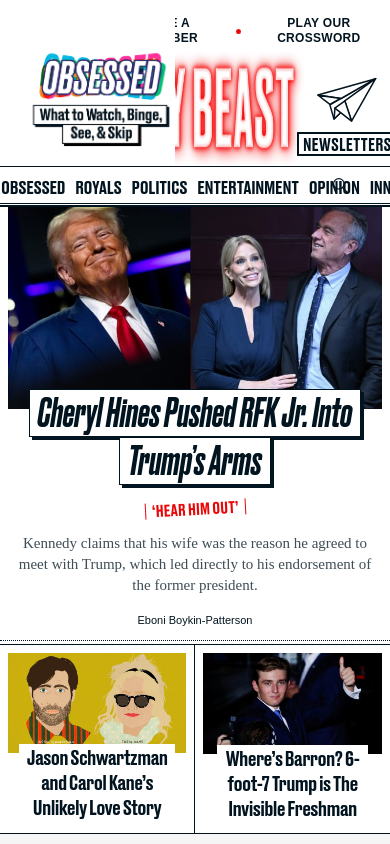 E A
BER
PLAY OUR
CROSSWORD
OBSESSED
What to Watch, Binge,
See, & Skip
Y BEAST
NEWSLETTERS
OBSESSED ROYALS POLITICS ENTERTAINMENT OPINION INN
Cheryl Hines Pushed RFK Jr. Into
Trump’s Arms
‘HEAR HIM OUT’
Kennedy claims that his wife was the reason he agreed to
meet with Trump, which led directly to his endorsement of
the former president.
Eboni Boykin-Patterson
Jason Schwartzman
and Carol Kane’s
Unlikely Love Story
Where’s Barron? 6-
foot-7 Trump is The
Invisible Freshman